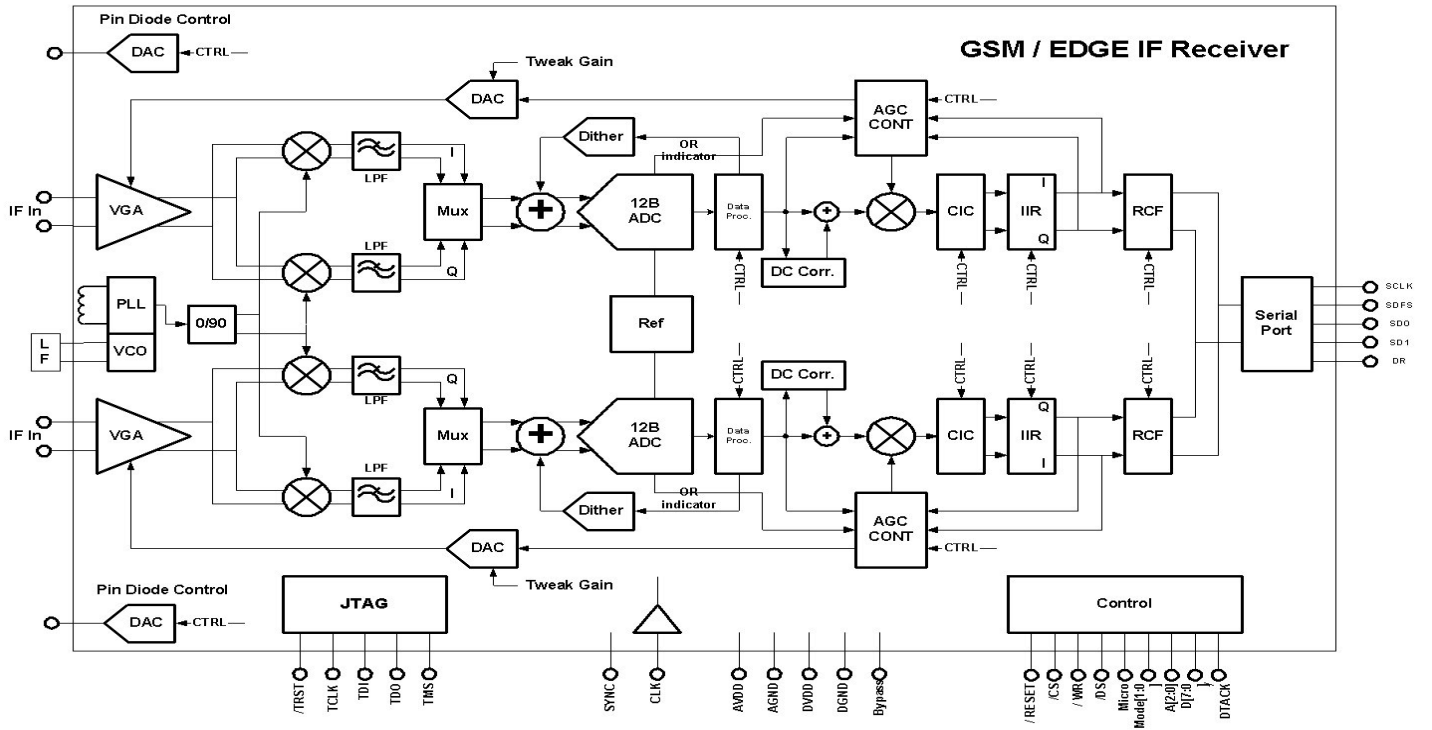 Pin Diode Control
DAC
CTRL
GSM / EDGE IF Receiver
Tweak Gain
DAC
AGC
CONT
CTRL
Dither
OR
indicator
I
LPF
IF In
VGA
Mux
+
12B
ADC
Data
Proc.
+
CIC
IIR
I
Q
RCF
LPF
Q
DC Corr.
CTRL
CTRL
CTRL
CTRL
PLL
VCO
L
F
0/90
Ref
Serial
Port
SCLK
SDFS
SD0
SD1
DR
CTRL
CTRL
CTRL
CTRL
DC Corr.
LPF
Q
IF In
VGA
Mux
+
12B
ADC
Data
Proc.
+
CIC
IIR
Q
I
RCF
LPF
I
Dither
OR
indicator
AGC
CONT
CTRL
DAC
Tweak Gain
Pin Diode Control
DAC
CTRL
JTAG
Control
/TRST
TCLK
TDI
TDO
TMS
SYNC
CLK
AVDD
AGND
DVDD
DGND
Bypass
/ RESET
/CS
/ WR
/DS
Micro
Mode[1:0
]
A[2:0]
D[7:0
]
DTACK